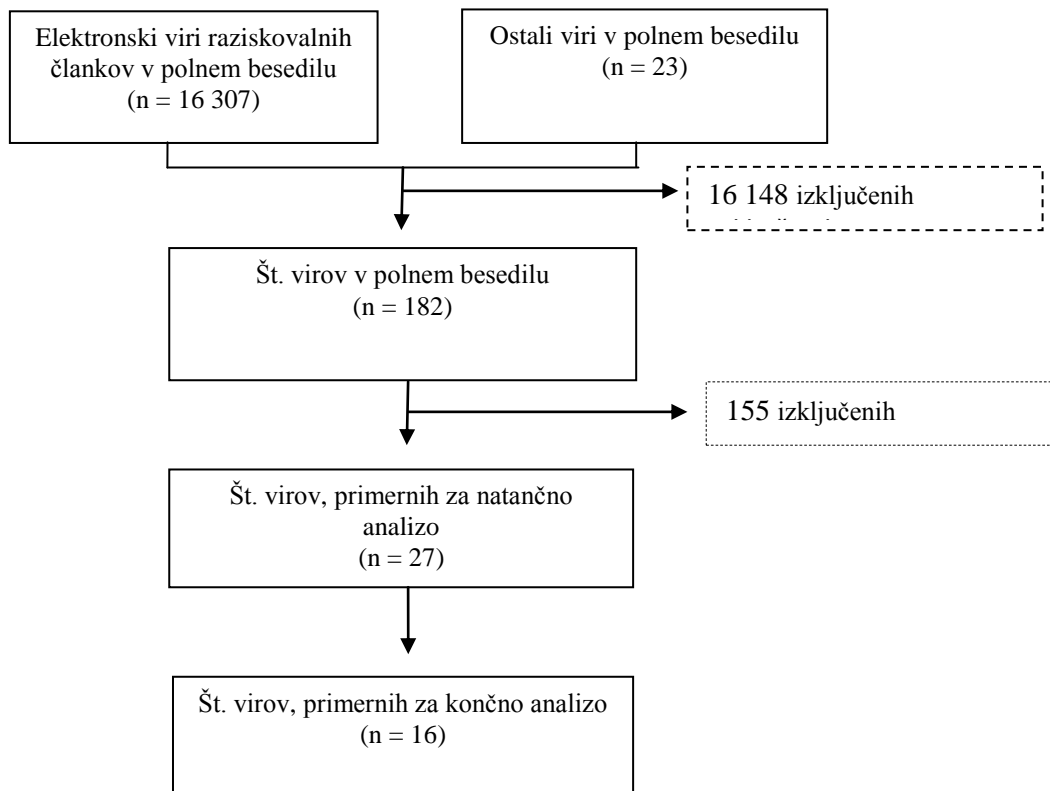 Elektronski viri raziskovalnih
člankov v polnem besedilu
(n = 16 307)
Ostali viri v polnem besedilu
(n = 23)
16 148 izključenih
Št. virov v polnem besedilu
(n = 182)
155 izključenih
Št. virov, primernih za natančno
analizo
(n = 27)
Št. virov, primernih za končno analizo
(n = 16)